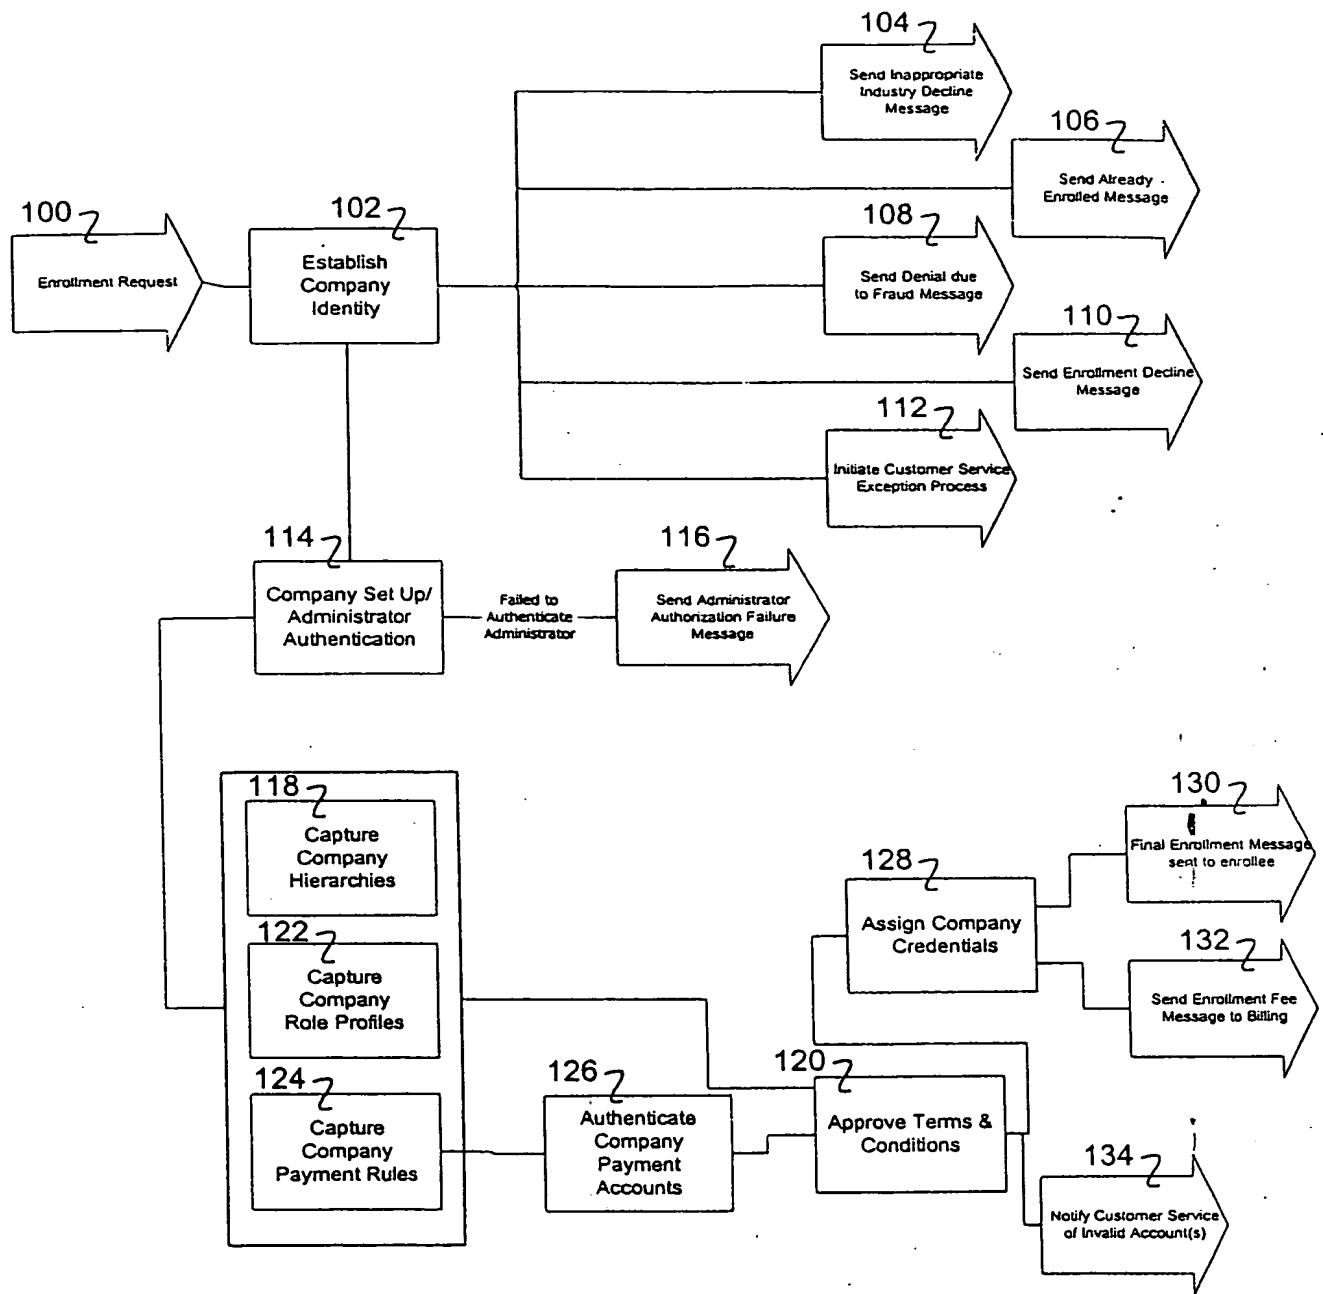 104
Send Inappropriate
Industry Decline
Message
106
Send Already
Enrolled Message
100
Enrollment Request
102
Establish
Company
Identity
108
Send Denial due
to Fraud Message
110
Send Enrollment Decline
Message
112
Initiate Customer Service
Exception Process
114
Company Set Up/
Administrator
Authentication
Failed to
Authenticate
Administrator
116
Send Administrator
Authorization Failure
Message
118
Capture
Company
Hierarchies
122
Capture
Company
Role Profiles
124
Capture
Company
Payment Rules
126
Authenticate
Company
Payment
Accounts
120
Approve Terms &
Conditions
128
Assign Company
Credentials
130
Final Enrollment Message
sent to enrollee
132
Send Enrollment Fee
Message to Billing
134
Notify Customer Service
of Invalid Account(s)